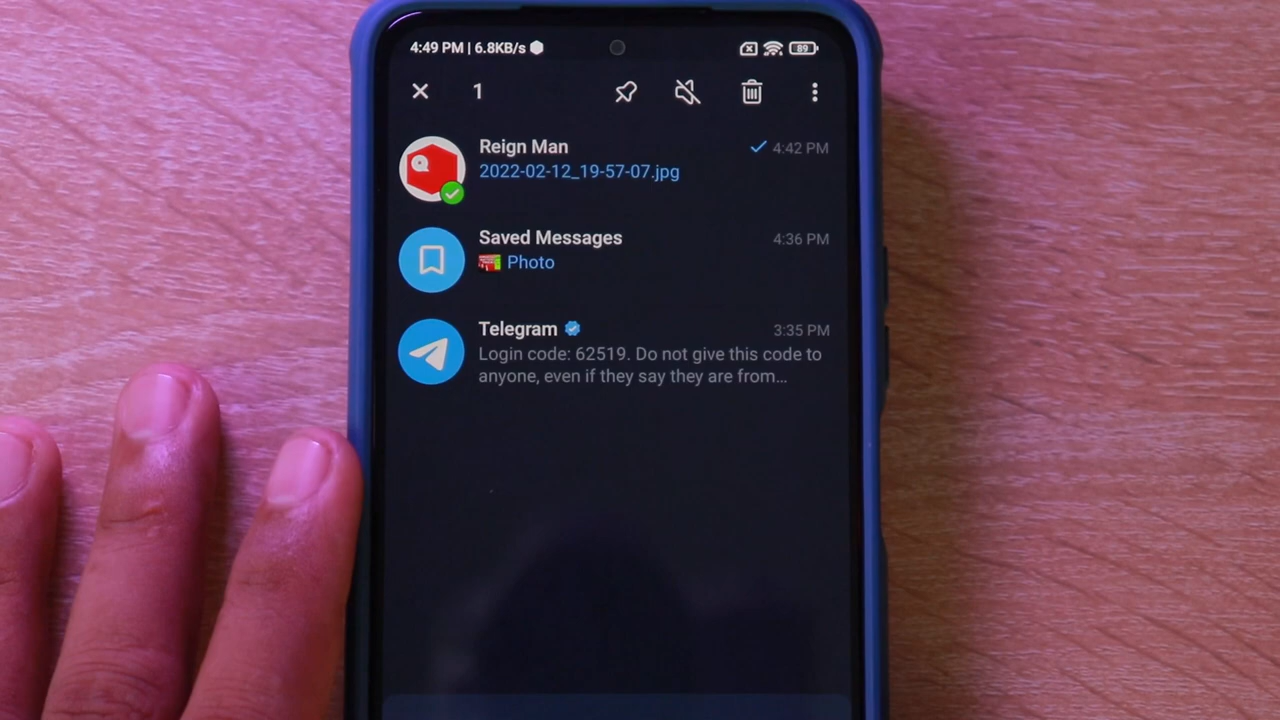 4:49 PM | 6.8KB/s 89
1
Reign Man 4:42 PM
2022-02-12_19-57-07.jpg
Saved Messages 4:36 PM
Photo
Telegram 3:35 PM
Login code: 62519. Do not give this code to
anyone, even if they say they are from...